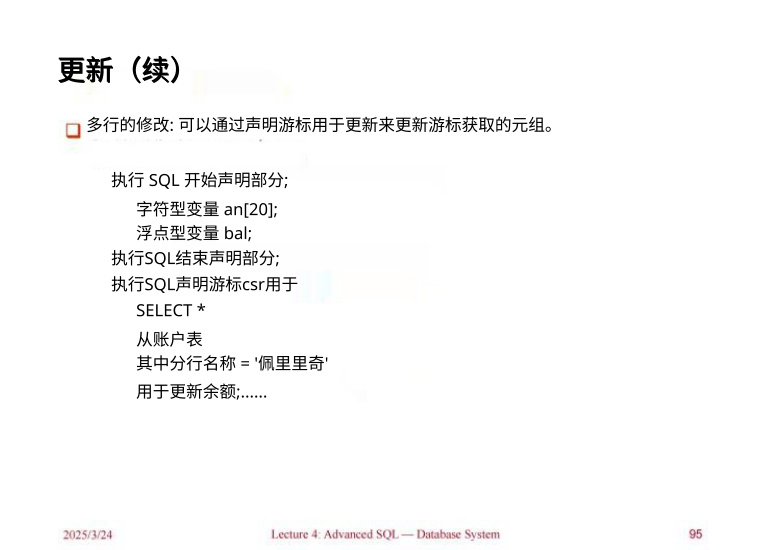 更新（续）
多行的修改: 可以通过声明游标用于更新来更新游标获取的元组。
执行 SQL 开始声明部分;
字符型变量 an[20];
浮点型变量 bal;
执行SQL结束声明部分;
执行SQL声明游标csr用于
SELECT *
从账户表
其中分行名称 = '佩里里奇'
用于更新余额;......
2025/3/24
Lecture 4: Advanced SQL — Database System
95